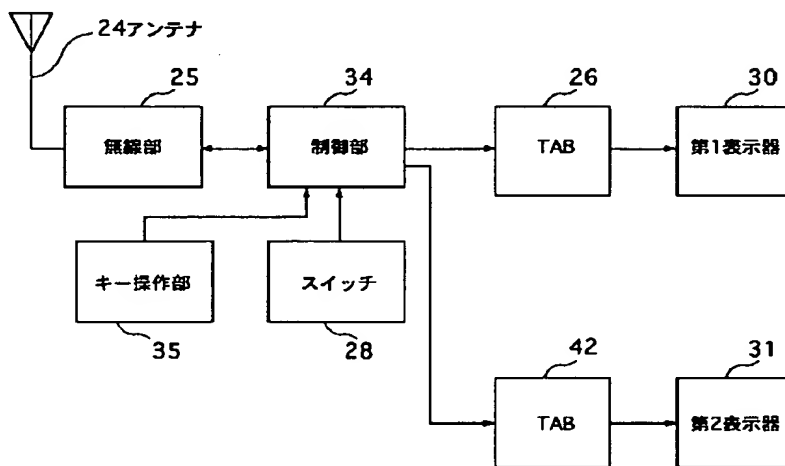 24アンテナ
25
34
26
30
無線部
制御部
TAB
第1表示器
キー操作部
スイッチ
35
28
42
31
TAB
第2表示器